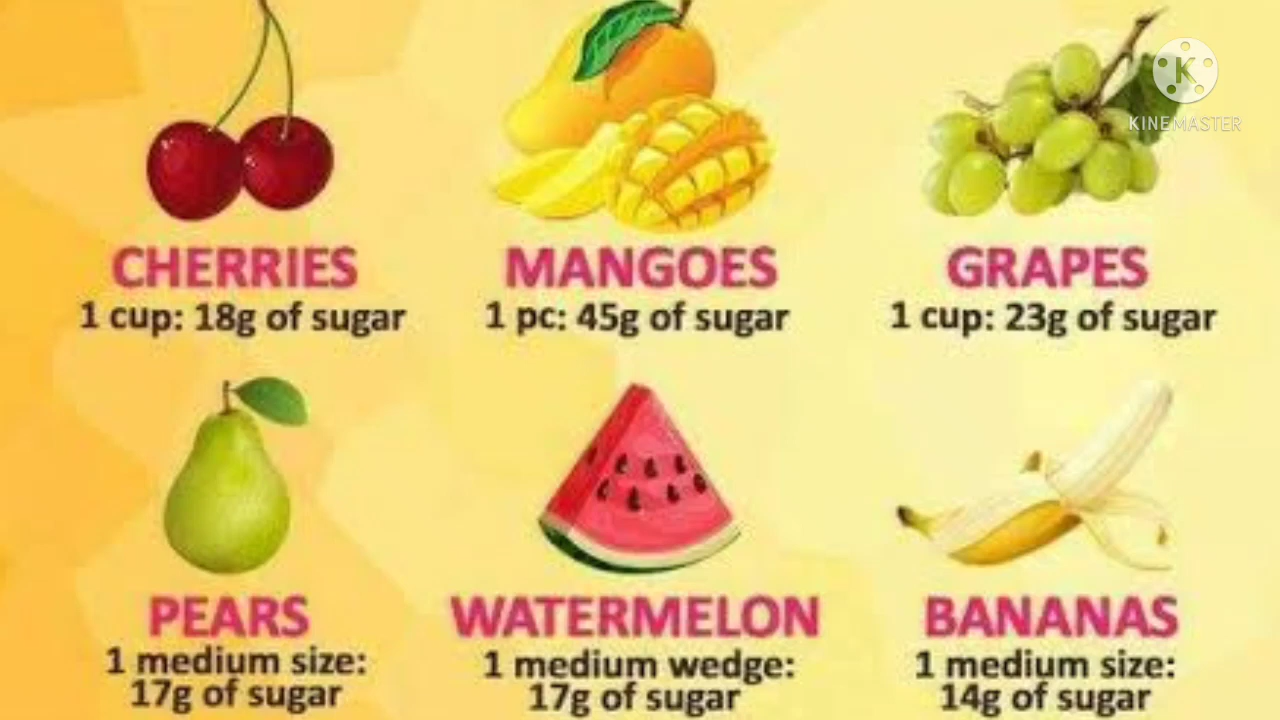 K
KINEMASTER
CHERRIES
1 cup: 18g of sugar
MANGOES
1 pc: 45g of sugar
GRAPES
1 cup: 23g of sugar
PEARS
1 medium size:
17g of sugar
WATERMELON
1 medium wedge:
17g of sugar
BANANAS
1 medium size:
14g of sugar